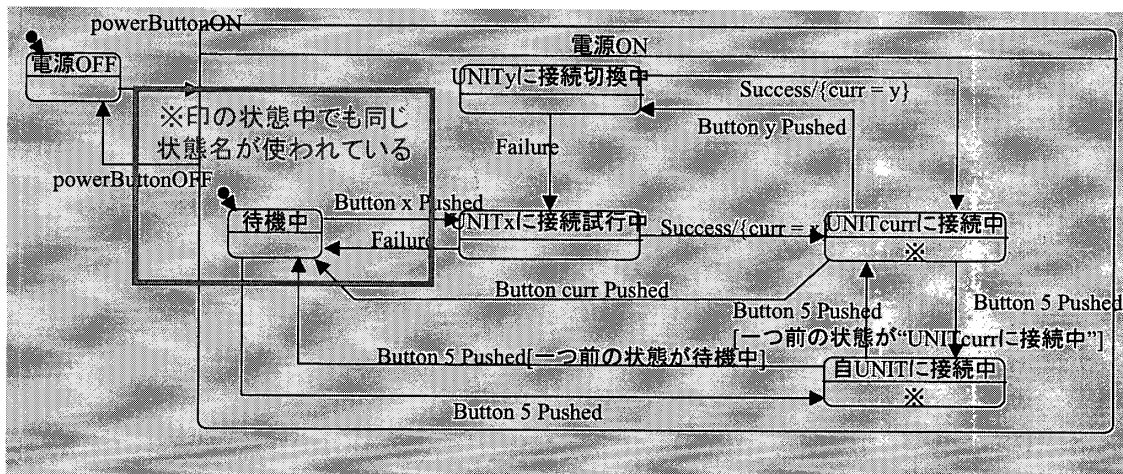 powerButtonON
電源ON
電源OFF
UNITyに接続切換中
Success/{curr = y}
※印の状態中でも同じ
状態名が使われている
Button y Pushed
Failure
powerButtonOFF
Button x Pushed
待機中
UNITxに接続試行中
UNITcurrに接続中
※
Failure
Success/{curr = x
Button curr Pushed
Button 5 Pushed
Button 5 Pushed
[一つ前の状態が“UNITcurrに接続中”]
Button 5 Pushed[一つ前の状態が待機中]
自UNITに接続中
※
Button 5 Pushed